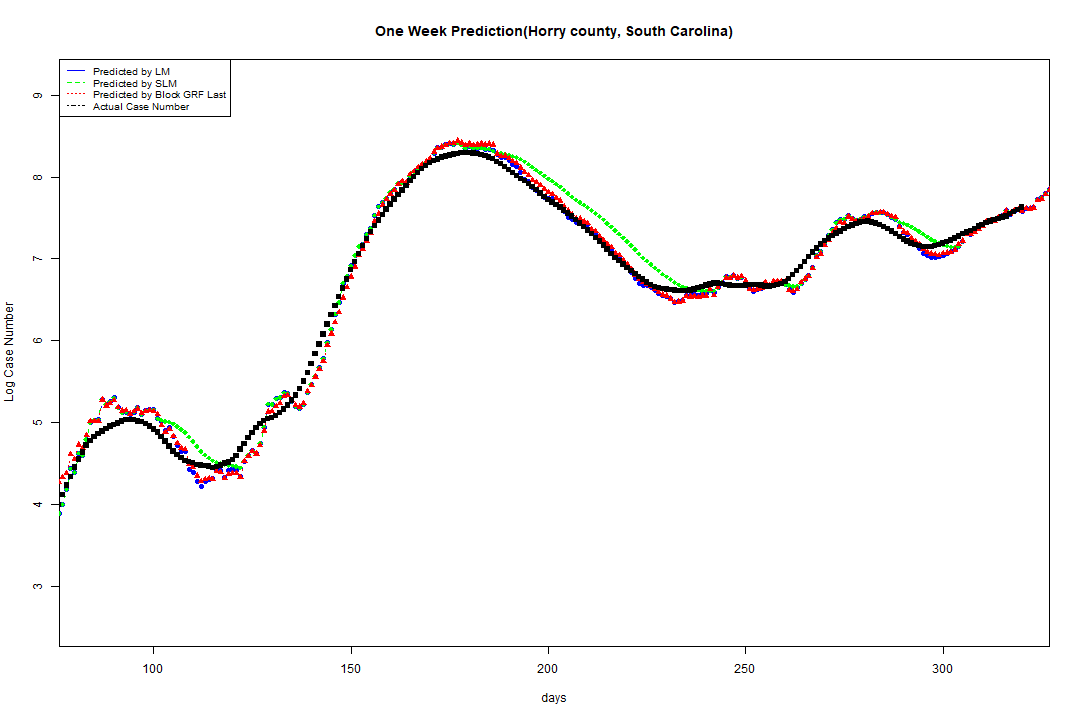 One Week Prediction(Horry county, South Carolina)
Predicted by LM
Predicted by SLM
Predicted by Block GRF Last
Actual Case Number
9
8
7
6
5
4
3
Log Case Number
100 150 200 250 300
days